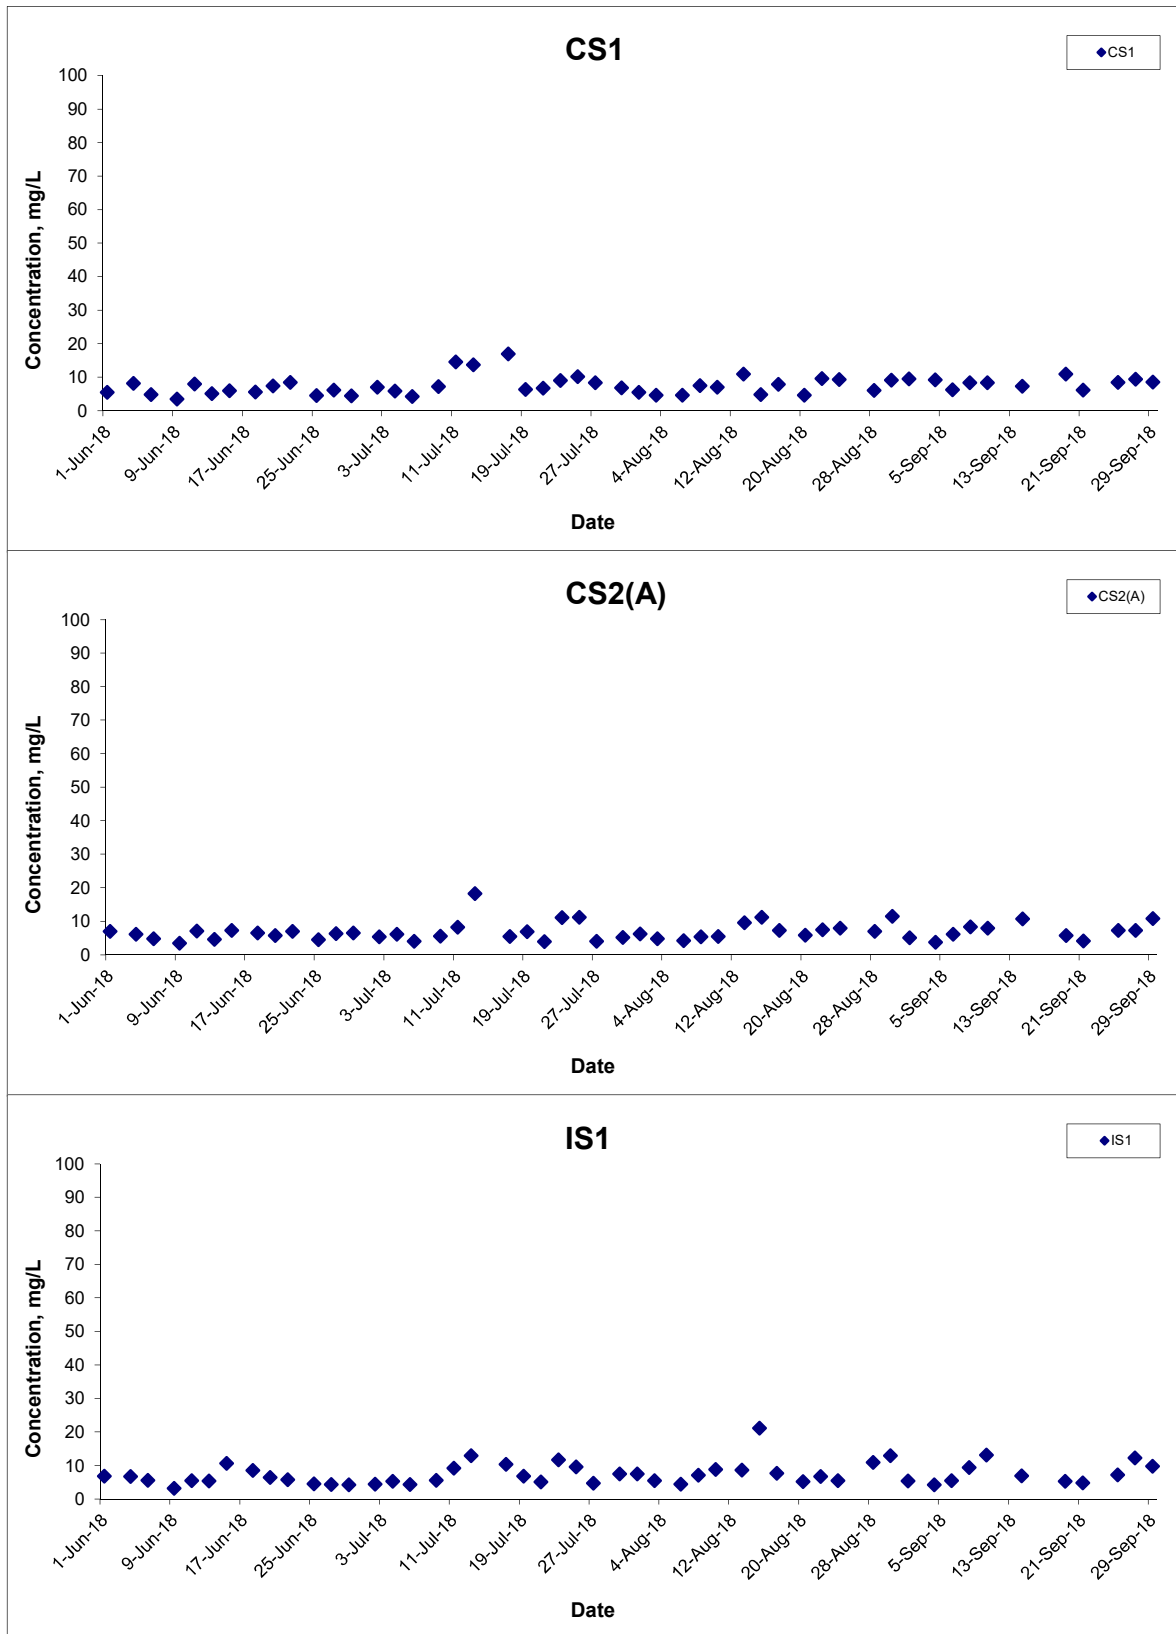 CS1
CS1
Concentration, mg/L
100
90
80
70
60
50
40
30
20
10
0
1-Jun-18
9-Jun-18
17-Jun-18
25-Jun-18
3-Jul-18
11-Jul-18
19-Jul-18
27-Jul-18
4-Aug-18
12-Aug-18
20-Aug-18
28-Aug-18
5-Sep-18
13-Sep-18
21-Sep-18
29-Sep-18
Date
CS2(A)
CS2(A)
Concentration, mg/L
100
90
80
70
60
50
40
30
20
10
0
1-Jun-18
9-Jun-18
17-Jun-18
25-Jun-18
3-Jul-18
11-Jul-18
19-Jul-18
27-Jul-18
4-Aug-18
12-Aug-18
20-Aug-18
28-Aug-18
5-Sep-18
13-Sep-18
21-Sep-18
29-Sep-18
Date
IS1
IS1
Concentration, mg/L
100
90
80
70
60
50
40
30
20
10
0
1-Jun-18
9-Jun-18
17-Jun-18
25-Jun-18
3-Jul-18
11-Jul-18
19-Jul-18
27-Jul-18
4-Aug-18
12-Aug-18
20-Aug-18
28-Aug-18
5-Sep-18
13-Sep-18
21-Sep-18
29-Sep-18
Date